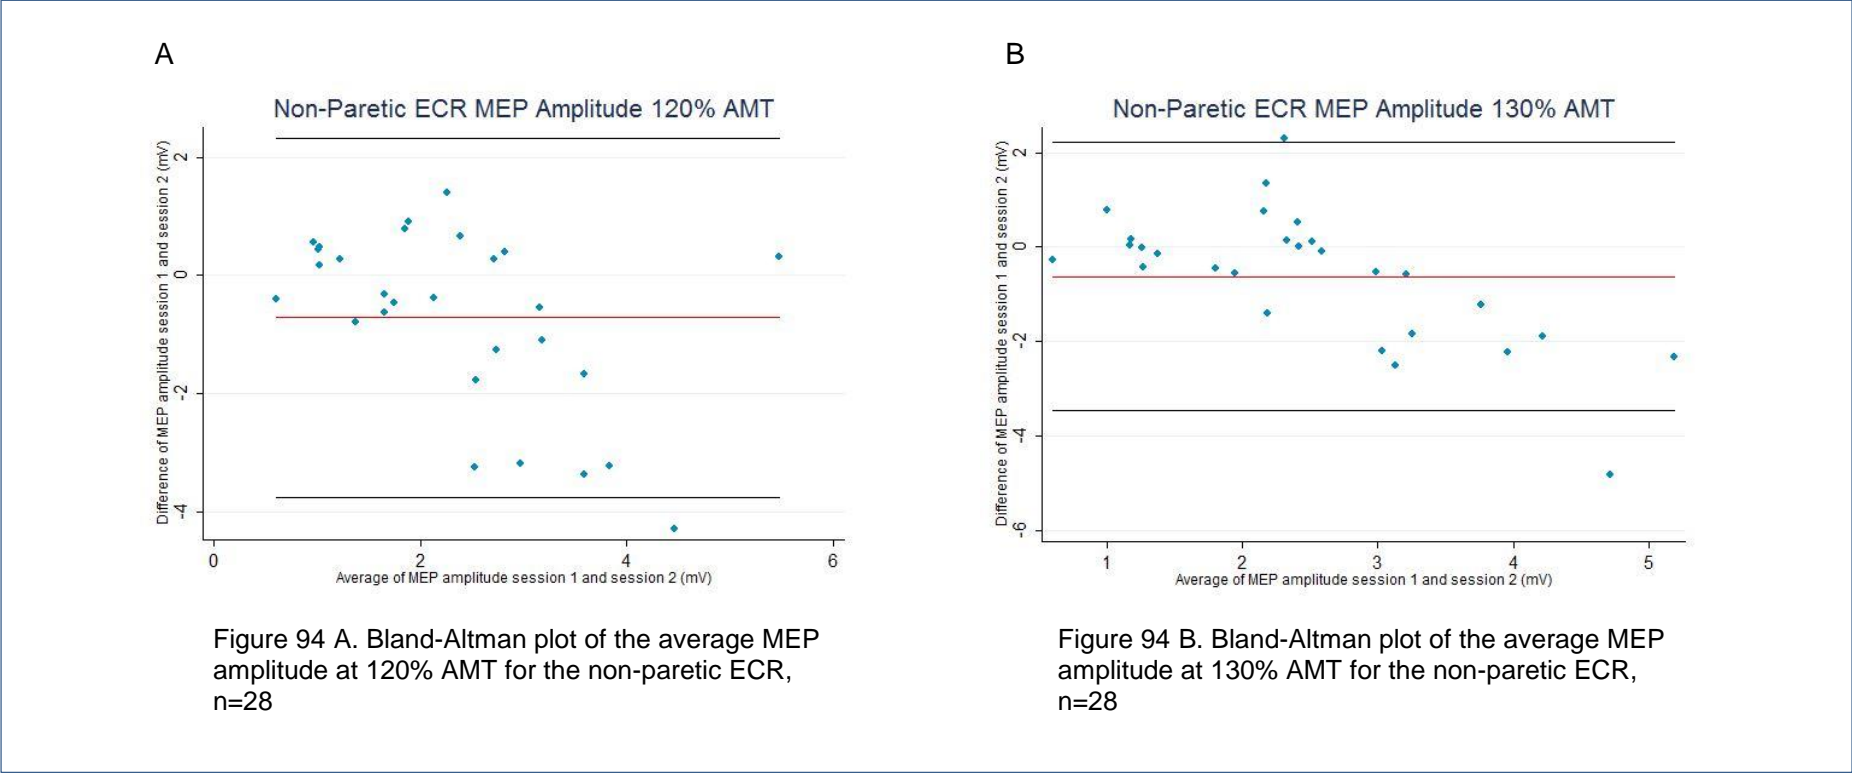 A
Non-Paretic ECR MEP Amplitude 120% AMT
Difference of MEP amplitude session 1 and session 2 (mV)
2
0
-2
-4
0 2 4 6
Average of MEP amplitude session 1 and session 2 (mV)
Figure 94 A. Bland-Altman plot of the average MEP
amplitude at 120% AMT for the non-paretic ECR,
n=28
B
Non-Paretic ECR MEP Amplitude 130% AMT
Difference of MEP amplitude session 1 and session 2 (mV)
2
0
-2
-4
-6
1 2 3 4 5
Average of MEP amplitude session 1 and session 2 (mV)
Figure 94 B. Bland-Altman plot of the average MEP
amplitude at 130% AMT for the non-paretic ECR,
n=28